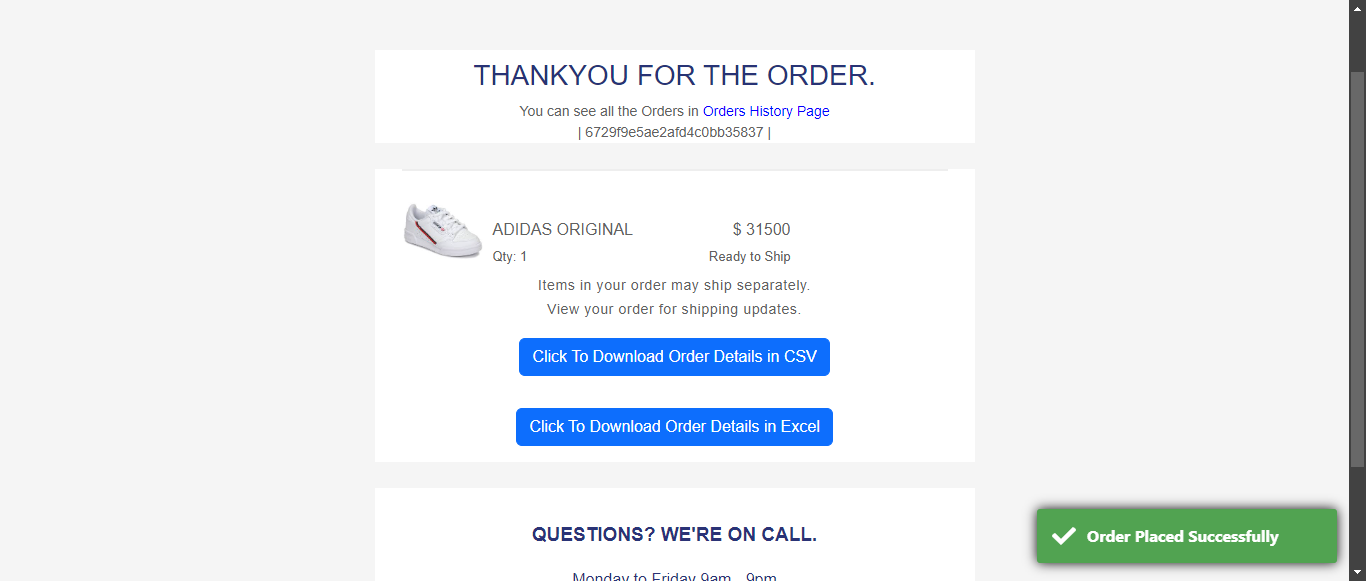 THANKYOU FOR THE ORDER.
You can see all the Orders in Orders History Page
| 6729f9e5ae2afd4c0bb35837 |
ADIDAS ORIGINAL $ 31500
Qty: 1 Ready to Ship
Items in your order may ship separately.
View your order for shipping updates.
Click To Download Order Details in CSV
Click To Download Order Details in Excel
QUESTIONS? WE'RE ON CALL.
Order Placed Successfully
Monday to Friday 9am - 9pm